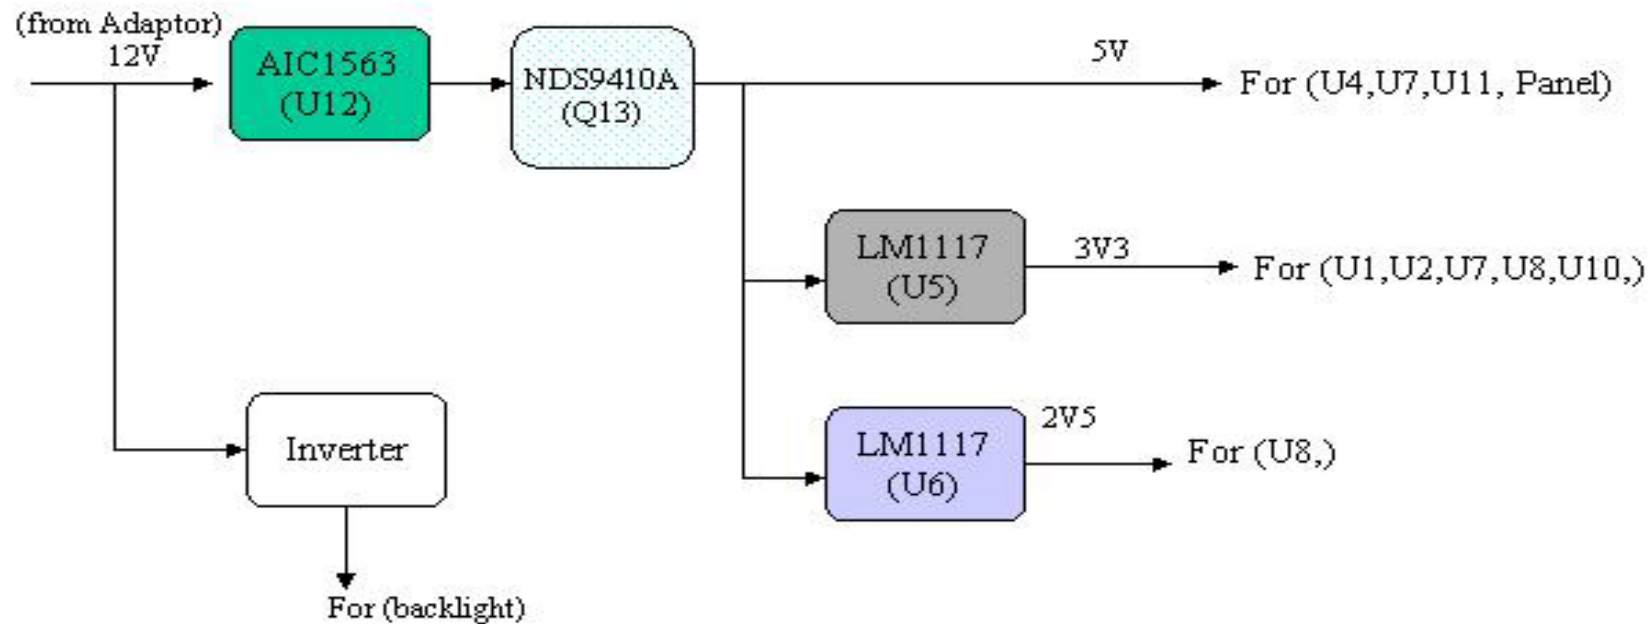 (from Adaptor)
12V
AIC1563
(U12)
NDS9410A
(Q13)
5V
For (U4,U7,U11, Panel)
LM1117
(U5)
3V3
For (U1,U2,U7,U8,U10,)
Inverter
LM1117
(U6)
2V5
For (U8,)
For (backlight)